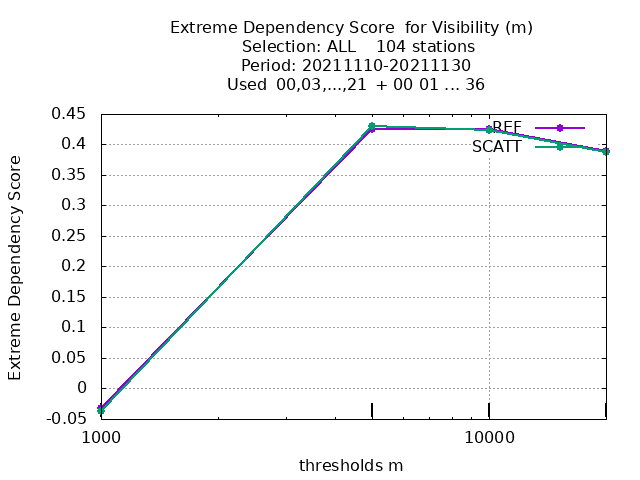 Extreme Dependency Score for Visibility (m)
Selection: ALL 104 stations
Period: 20211110-20211130
Used 00,03,...,21 + 00 01 ... 36
Extreme Dependency Score
0.45
0.4
0.35
0.3
0.25
0.2
0.15
0.1
0.05
0
-0.05
REF
SCATT
1000
10000
thresholds m